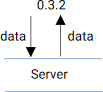 0.3.2
data data
Server